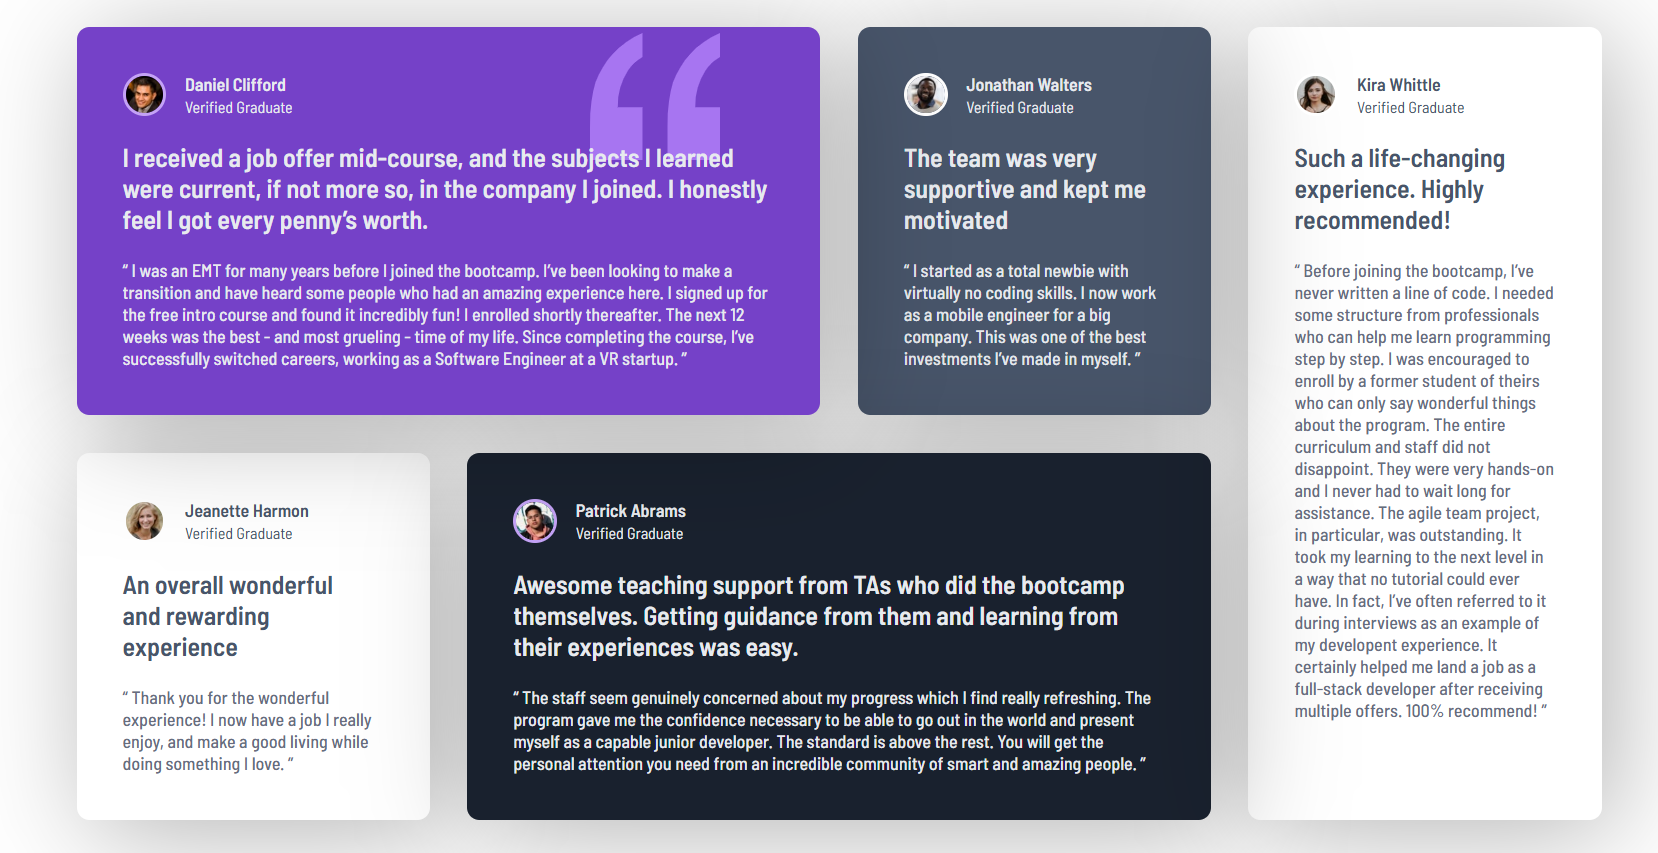 Daniel Clifford
Verified Graduate
I received a job offer mid-course, and the subjects I learned
were current, if not more so, in the company I joined. I honestly
feel I got every penny’s worth.
“ I was an EMT for many years before I joined the bootcamp. I’ve been looking to make a
transition and have heard some people who had an amazing experience here. I signed up for
the free intro course and found it incredibly fun! I enrolled shortly thereafter. The next 12
weeks was the best - and most grueling - time of my life. Since completing the course, I’ve
successfully switched careers, working as a Software Engineer at a VR startup. ”
Jonathan Walters
Verified Graduate
The team was very
supportive and kept me
motivated
“ I started as a total newbie with
virtually no coding skills. I now work
as a mobile engineer for a big
company. This was one of the best
investments I’ve made in myself. ”
Kira Whittle
Verified Graduate
Such a life-changing
experience. Highly
recommended!
“ Before joining the bootcamp, I’ve
never written a line of code. I needed
some structure from professionals
who can help me learn programming
step by step. I was encouraged to
enroll by a former student of theirs
who can only say wonderful things
about the program. The entire
curriculum and staff did not
disappoint. They were very hands-on
and I never had to wait long for
assistance. The agile team project,
in particular, was outstanding. It
took my learning to the next level in
a way that no tutorial could ever
have. In fact, I’ve often referred to it
during interviews as an example of
my developent experience. It
certainly helped me land a job as a
full-stack developer after receiving
multiple offers. 100% recommend! “
Jeanette Harmon
Verified Graduate
An overall wonderful
and rewarding
experience
“ Thank you for the wonderful
experience! I now have a job I really
enjoy, and make a good living while
doing something I love. ”
Patrick Abrams
Verified Graduate
Awesome teaching support from TAs who did the bootcamp
themselves. Getting guidance from them and learning from
their experiences was easy.
“ The staff seem genuinely concerned about my progress which I find really refreshing. The
program gave me the confidence necessary to be able to go out in the world and present
myself as a capable junior developer. The standard is above the rest. You will get the
personal attention you need from an incredible community of smart and amazing people. ”